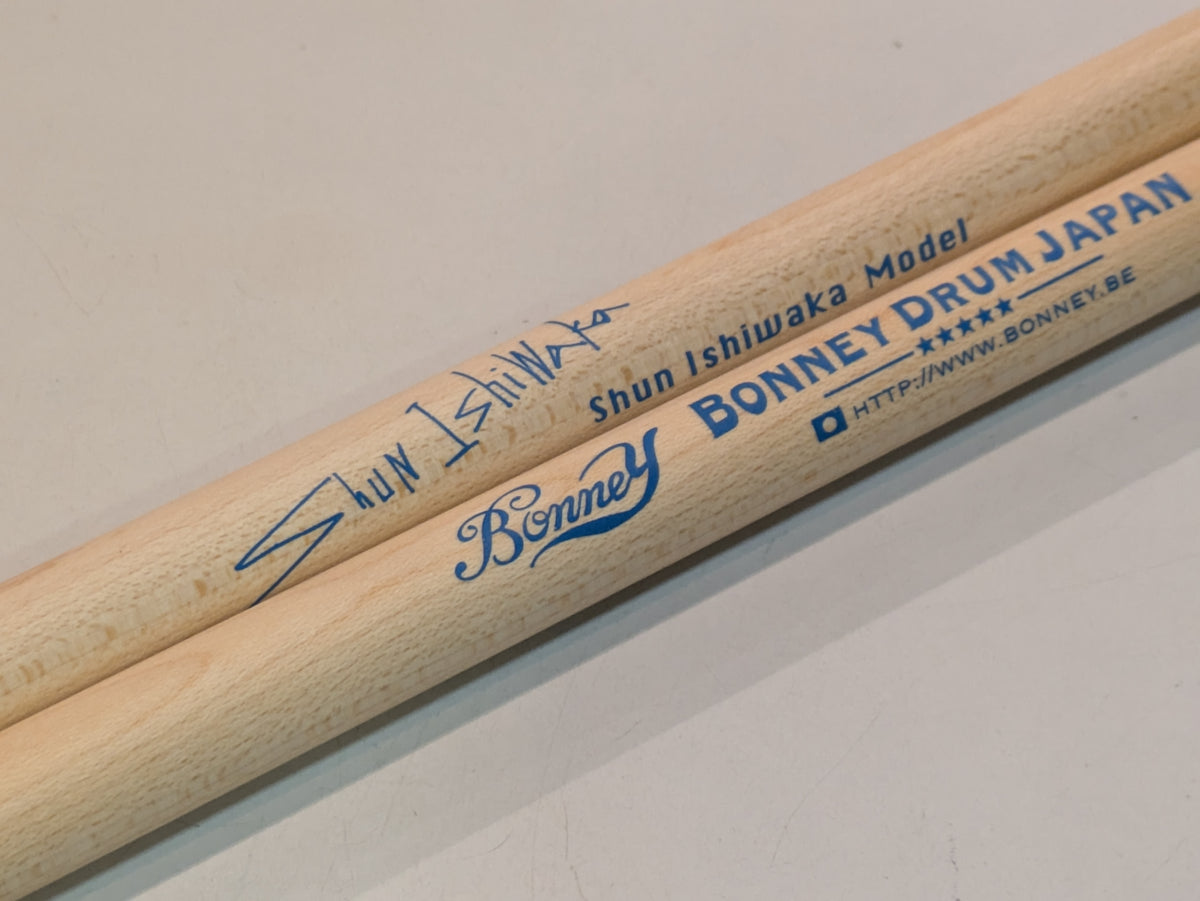 Shun IshiWaka
Shun Ishiwaka Model
Bonney
BONNEY DRUM JAPAN
★★★★★
HTTP://WWW.BONNEY.BE